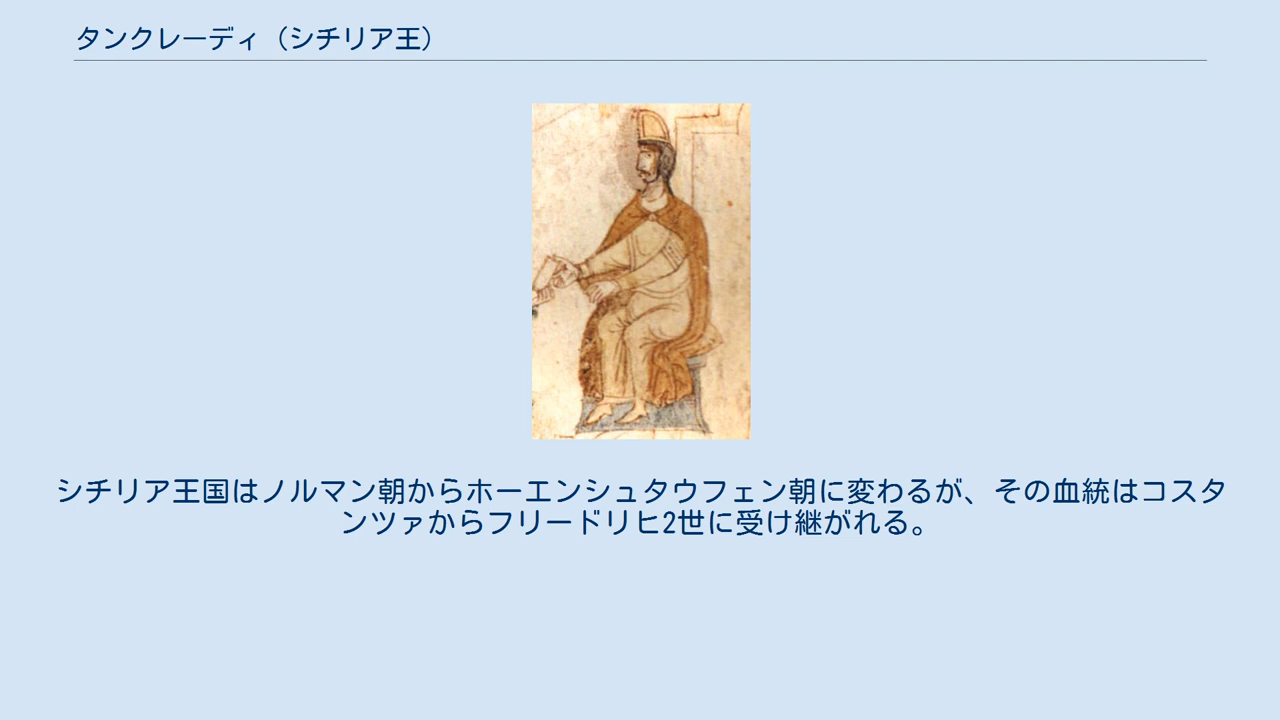 タンクレーディ（シチリア王）
シチリア王国はノルマン朝からホーエンシュタウフェン朝に変わるが、その血統はコスタ
ンツァからフリードリヒ2世に受け継がれる。